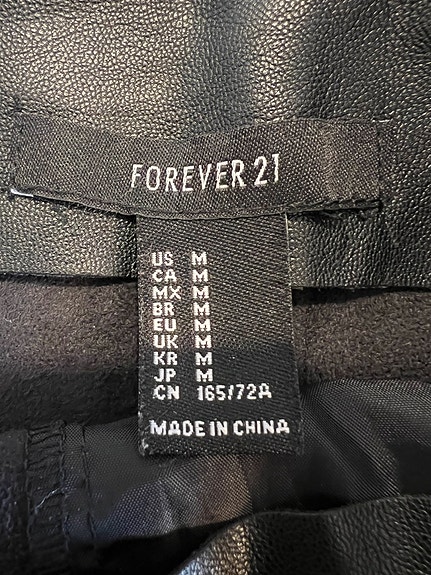 FOREVER 21
US M
CA M
MX M
BR M
EU M
UK M
KR M
JP M
CN 165/72A
MADE IN CHINA